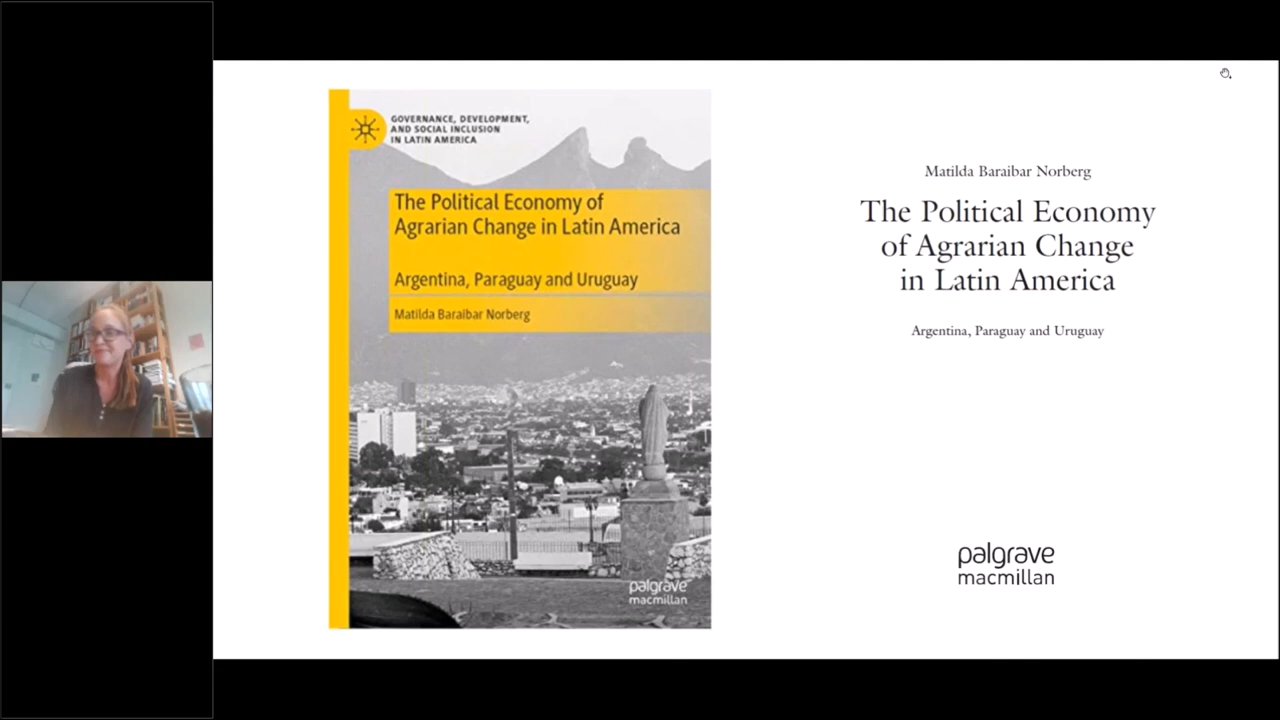 GOVERNANCE, DEVELOPMENT,
AND SOCIAL INCLUSION
IN LATIN AMERICA
The Political Economy of
Agrarian Change in Latin America
Argentina, Paraguay and Uruguay
Matilda Baraibar Norberg
palgrave
macmillan
Matilda Baraibar Norberg
The Political Economy
of Agrarian Change
in Latin America
Argentina, Paraguay and Uruguay
palgrave
macmillan